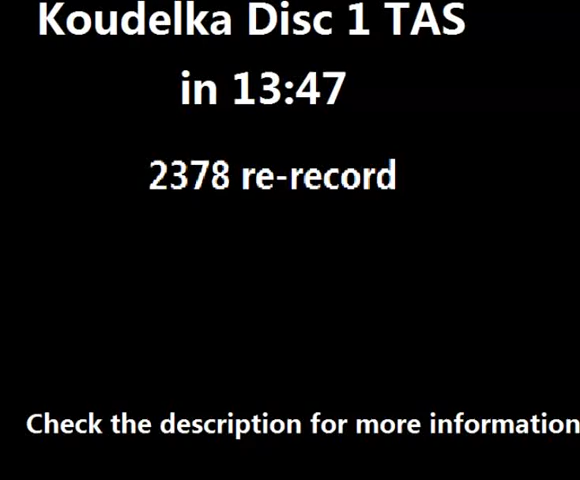 Koudelka Disc 1 TAS
in 13:47
2378 re-record
Check the description for more information